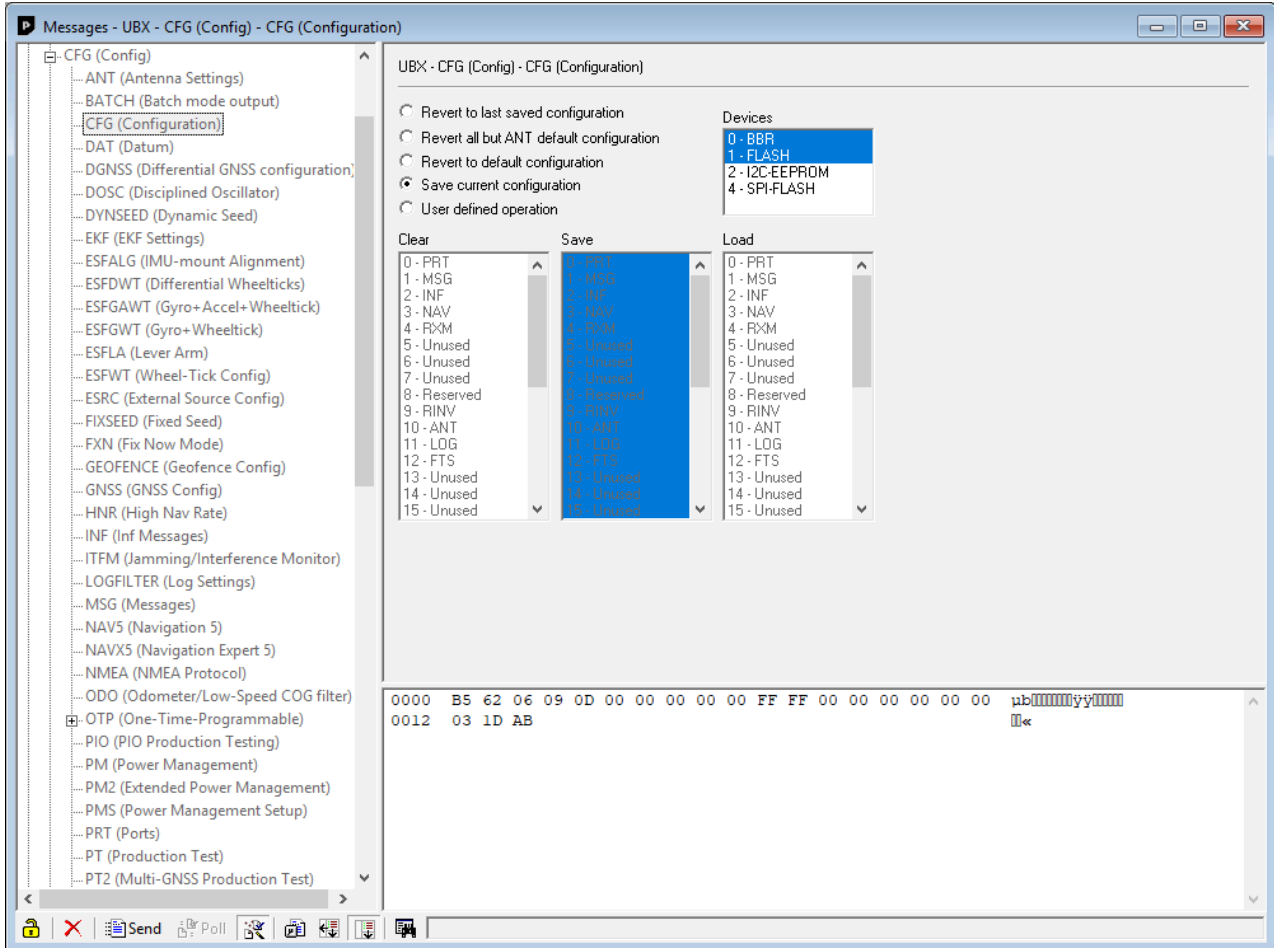 Messages - UBX - CFG (Config) - CFG (Configuration)
CFG (Config)
ANT (Antenna Settings)
BATCH (Batch mode output)
CFG (Configuration)
DAT (Datum)
DGNSS (Differential GNSS configuration)
DOSC (Disciplined Oscillator)
DYNSEED (Dynamic Seed)
EKF (EKF Settings)
ESFALG (IMU-mount Alignment)
ESFDWT (Differential Wheelticks)
ESFGAWT (Gyro+Accel+Wheeltick)
ESFGWT (Gyro+Wheeltick)
ESFLA (Lever Arm)
ESFWT (Wheel-Tick Config)
ESRC (External Source Config)
FIXSEED (Fixed Seed)
FXN (Fix Now Mode)
GEOFENCE (Geofence Config)
GNSS (GNSS Config)
HNR (High Nav Rate)
INF (Inf Messages)
ITFM (Jamming/Interference Monitor)
LOGFILTER (Log Settings)
MSG (Messages)
NAV5 (Navigation 5)
NAVX5 (Navigation Expert 5)
NMEA (NMEA Protocol)
ODO (Odometer/Low-Speed COG filter)
OTP (One-Time-Programmable)
PIO (PIO Production Testing)
PM (Power Management)
PM2 (Extended Power Management)
PMS (Power Management Setup)
PRT (Ports)
PT (Production Test)
PT2 (Multi-GNSS Production Test)
UBX - CFG (Config) - CFG (Configuration)
Revert to last saved configuration
Revert all but ANT default configuration
Revert to default configuration
Save current configuration
User defined operation
Devices
0 - BBR
1 - FLASH
2 - I2C-EEPROM
4 - SPI-FLASH
Clear
0 - PRT
1 - MSG
2 - INF
3 - NAV
4 - RXM
5 - Unused
6 - Unused
7 - Unused
8 - Reserved
9 - RINV
10 - ANT
11 - LOG
12 - FTS
13 - Unused
14 - Unused
15 - Unused
Save
0 - PRT
1 - MSG
2 - INF
3 - NAV
4 - RXM
5 - Unused
6 - Unused
7 - Unused
8 - Reserved
9 - RINV
10 - ANT
11 - LOG
12 - FTS
13 - Unused
14 - Unused
15 - Unused
Load
0 - PRT
1 - MSG
2 - INF
3 - NAV
4 - RXM
5 - Unused
6 - Unused
7 - Unused
8 - Reserved
9 - RINV
10 - ANT
11 - LOG
12 - FTS
13 - Unused
14 - Unused
15 - Unused
0000 B5 62 06 09 0D 00 00 00 00 00 FF FF 00 00 00 00 00 00 µb▯▯▯▯▯▯▯▯ÿÿ▯▯▯▯▯▯
0012 03 1D AB ▯▯«
Send Poll